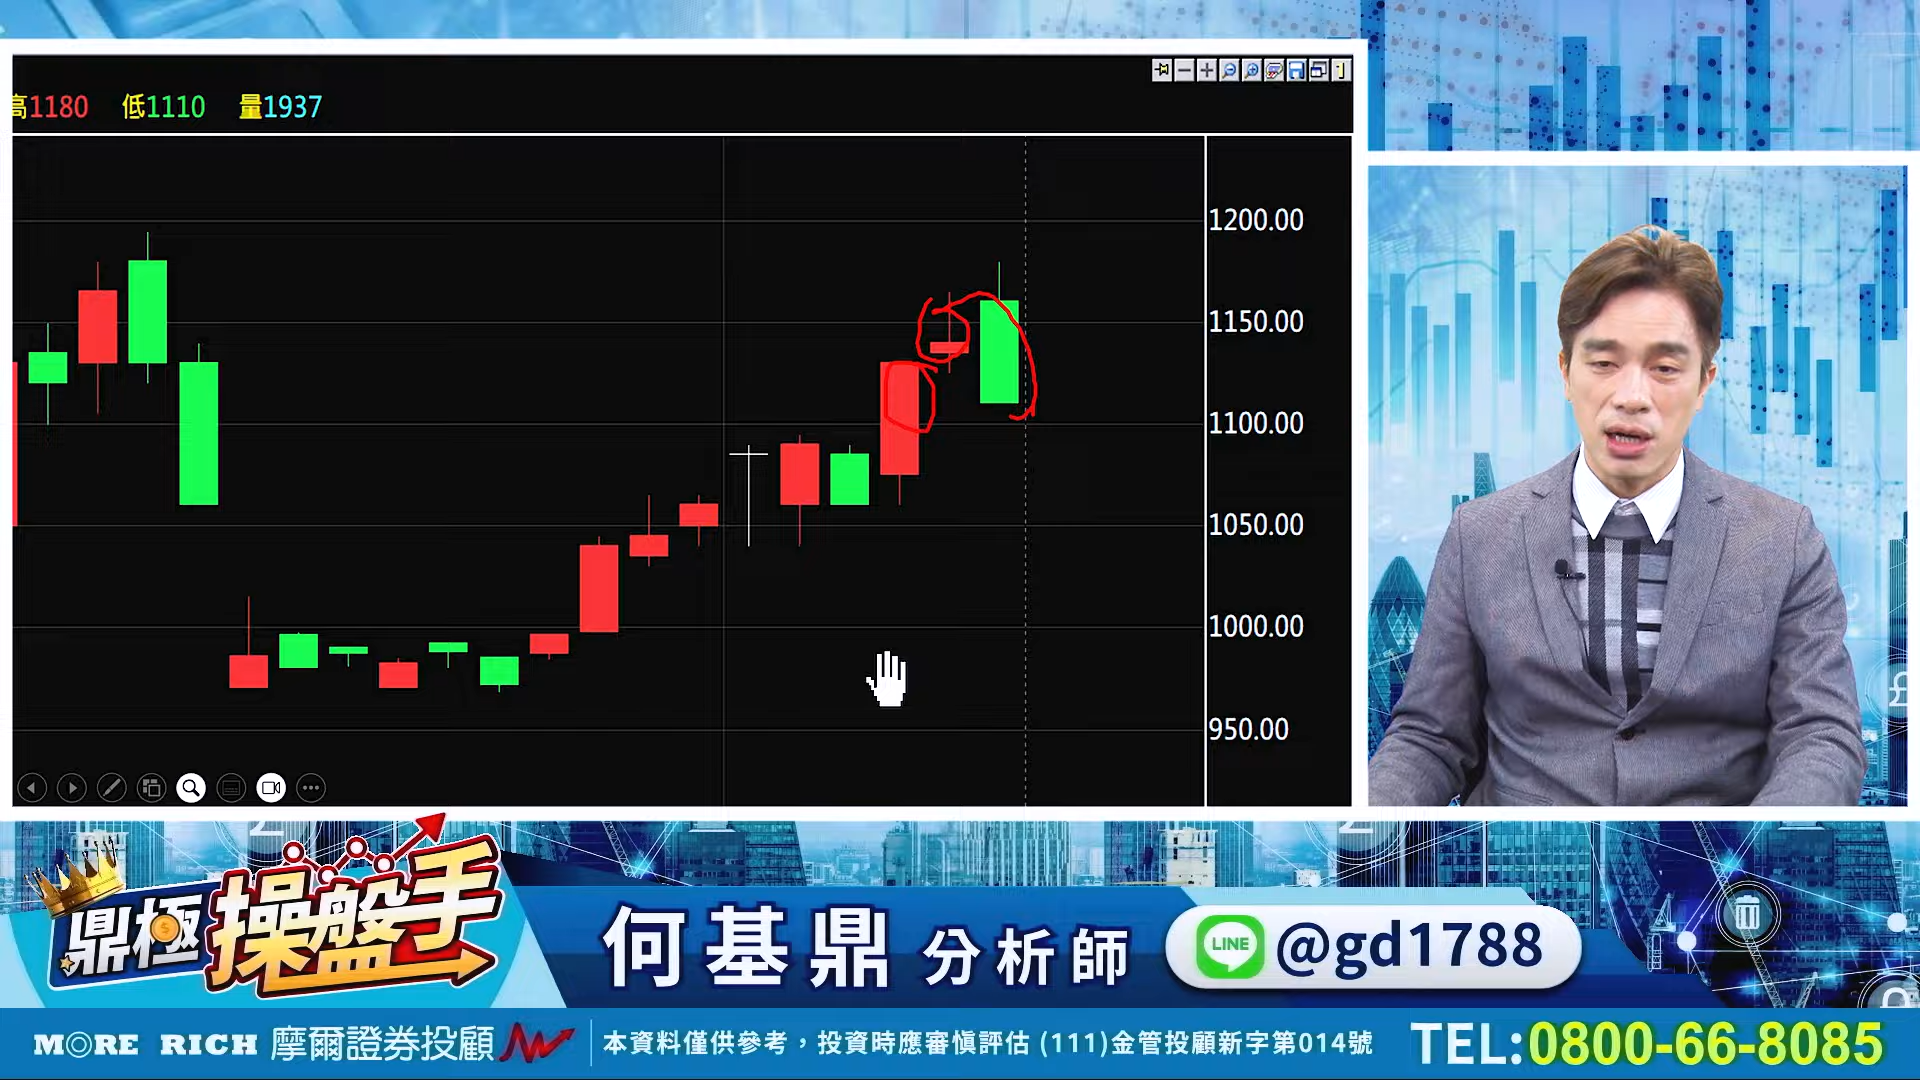 高1180 低1110 量1937
1200.00
1150.00
1100.00
1050.00
1000.00
950.00
鼎極操盤手
何基鼎 分析師
LINE @gd1788
MORE RICH 摩爾證券投顧
本資料僅供參考，投資時應審慎評估 (111)金管投顧新字第014號
TEL:0800-66-8085